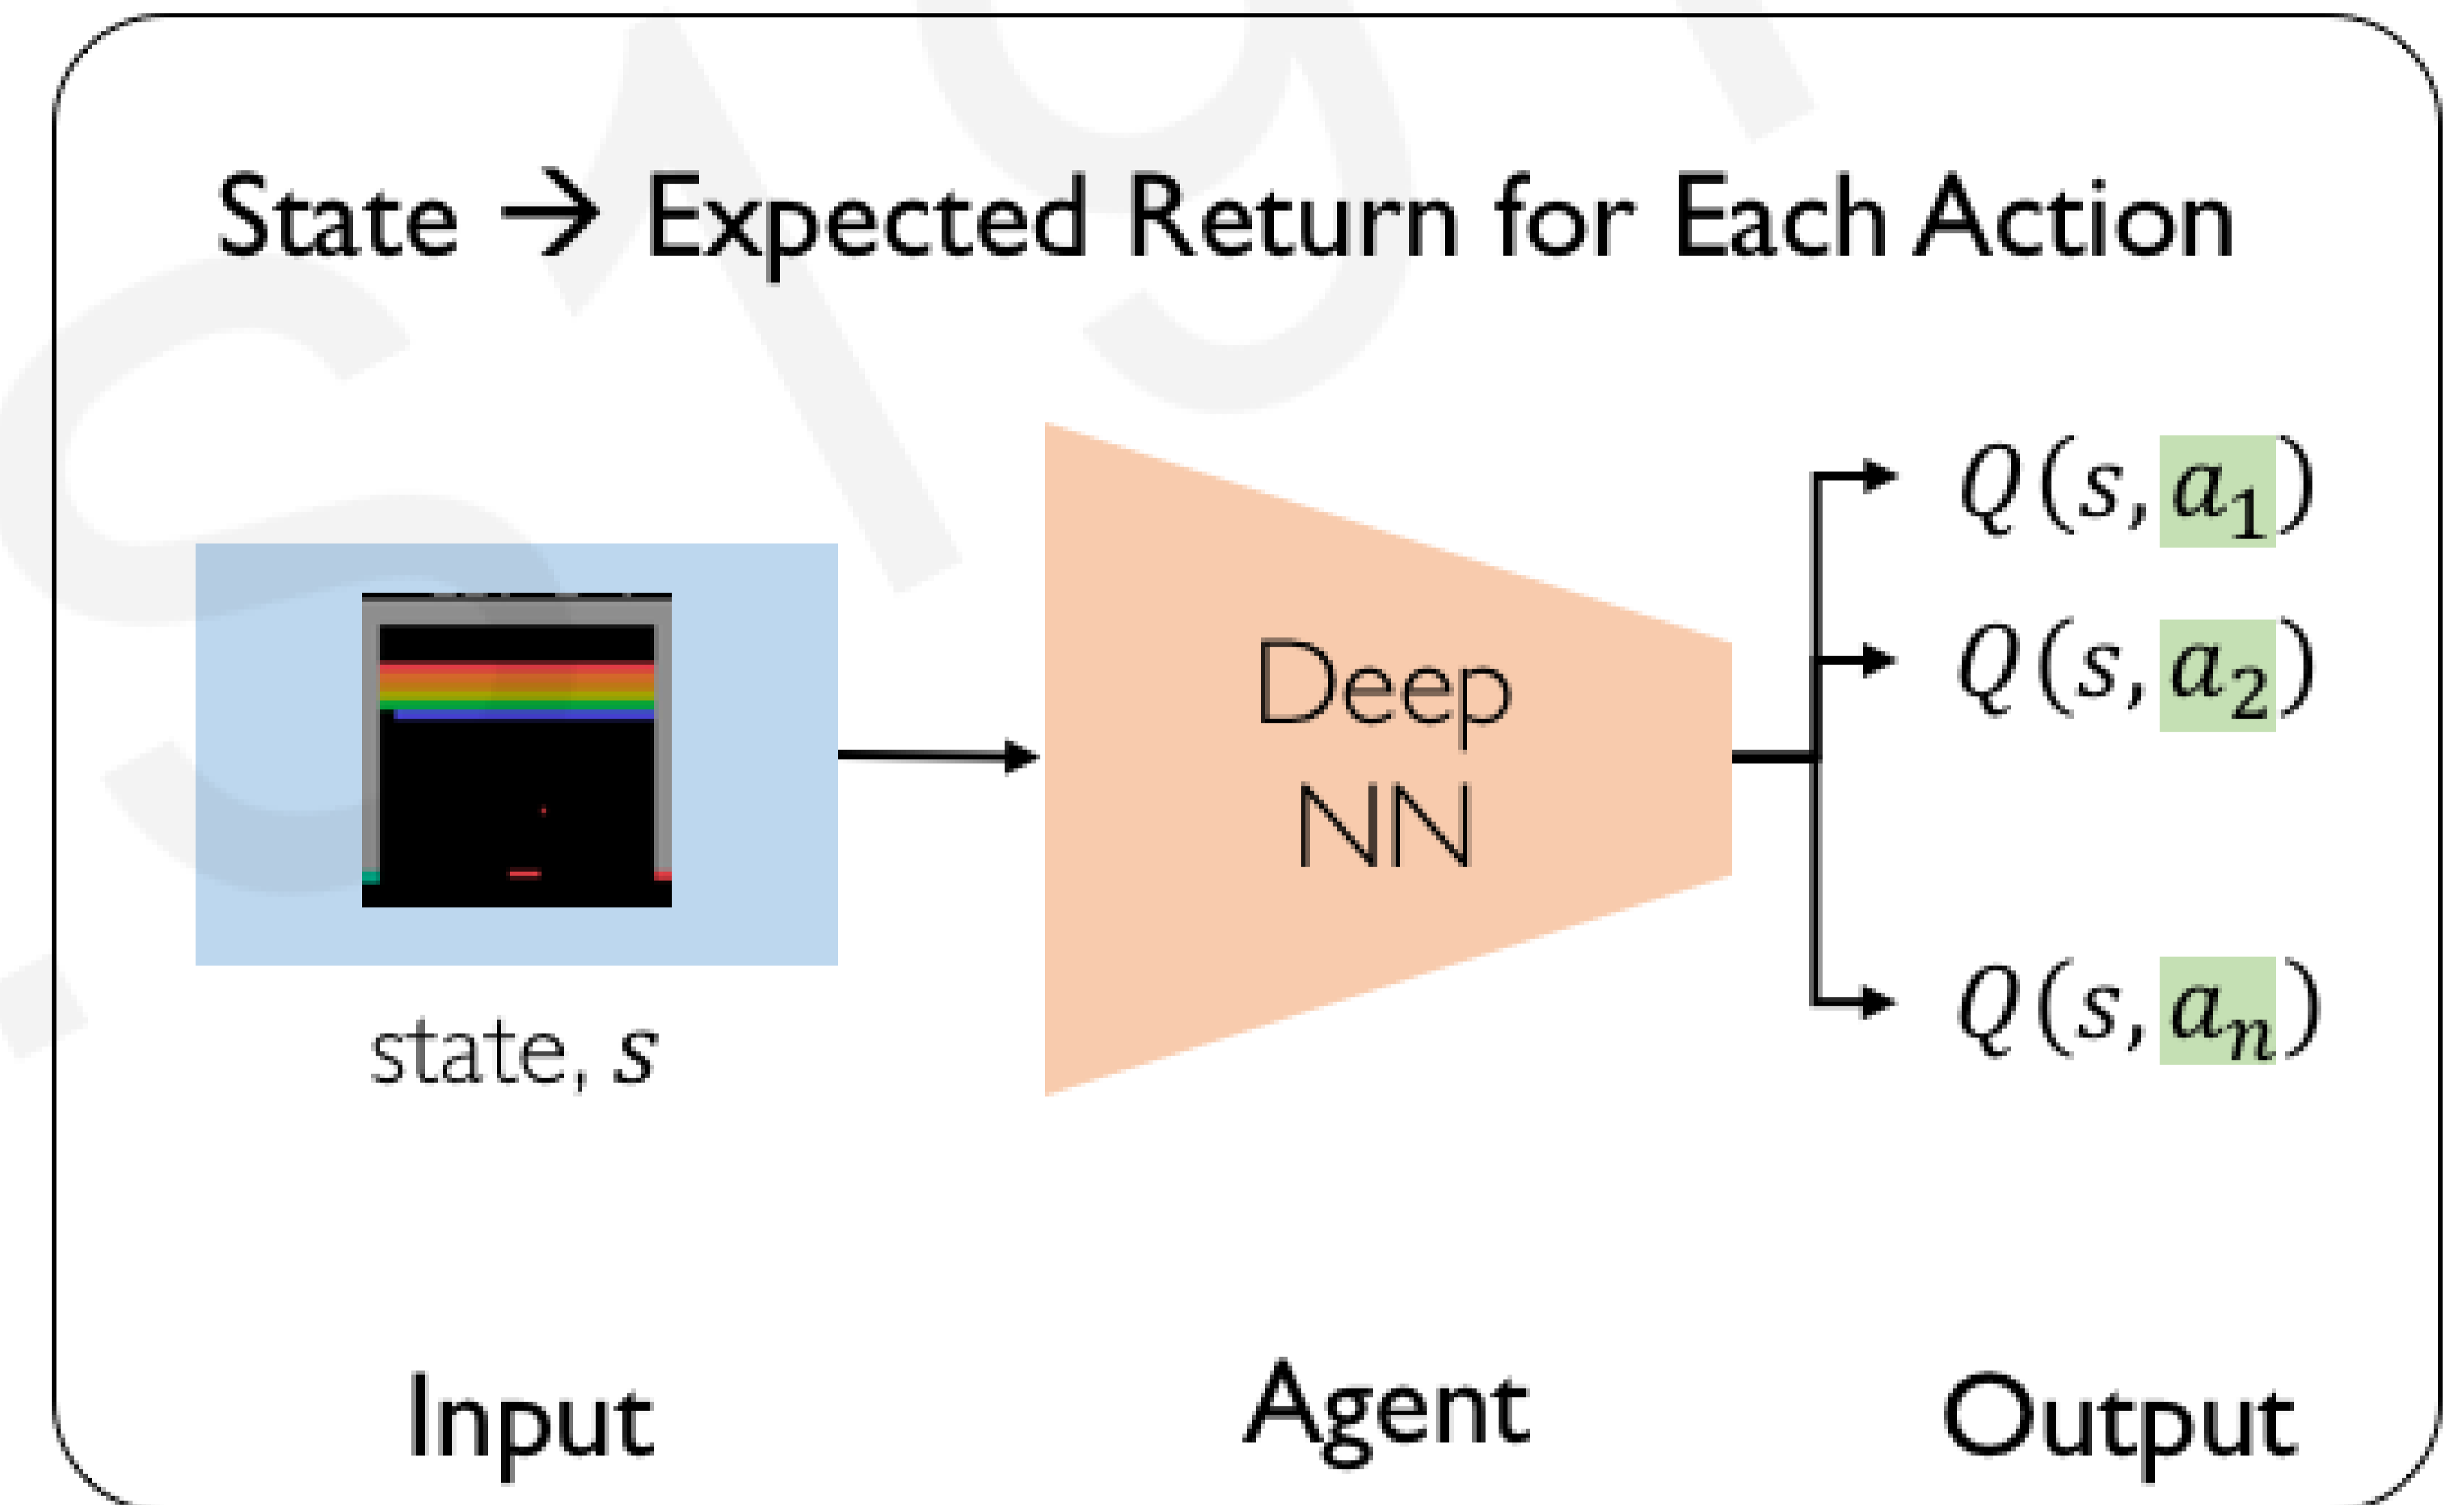 State → Expected Return for Each Action
Q(s, a₁)
Q(s, a₂)
Deep
NN
Q(s, aₙ)
state, s
Input Agent Output